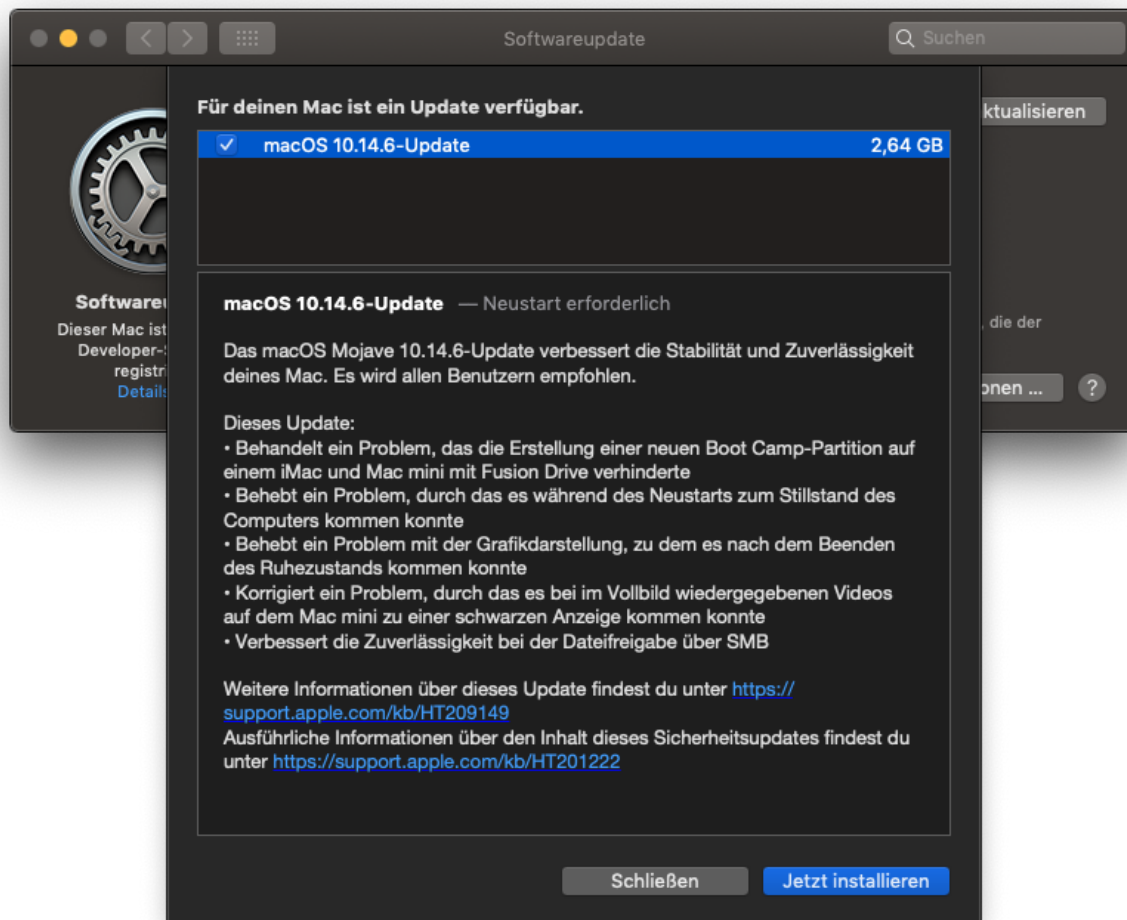 Softwareupdate
Suchen
Für deinen Mac ist ein Update verfügbar.
ktualisieren
macOS 10.14.6-Update 2,64 GB
macOS 10.14.6-Update — Neustart erforderlich
Softwareu
Dieser Mac ist
Developer-
registri
Details
, die der
onen ...
?
Das macOS Mojave 10.14.6-Update verbessert die Stabilität und Zuverlässigkeit
deines Mac. Es wird allen Benutzern empfohlen.
Dieses Update:
• Behandelt ein Problem, das die Erstellung einer neuen Boot Camp-Partition auf
einem iMac und Mac mini mit Fusion Drive verhinderte
• Behebt ein Problem, durch das es während des Neustarts zum Stillstand des
Computers kommen konnte
• Behebt ein Problem mit der Grafikdarstellung, zu dem es nach dem Beenden
des Ruhezustands kommen konnte
• Korrigiert ein Problem, durch das es bei im Vollbild wiedergegebenen Videos
auf dem Mac mini zu einer schwarzen Anzeige kommen konnte
• Verbessert die Zuverlässigkeit bei der Dateifreigabe über SMB
Weitere Informationen über dieses Update findest du unter https://
support.apple.com/kb/HT209149
Ausführliche Informationen über den Inhalt dieses Sicherheitsupdates findest du
unter https://support.apple.com/kb/HT201222
Schließen
Jetzt installieren